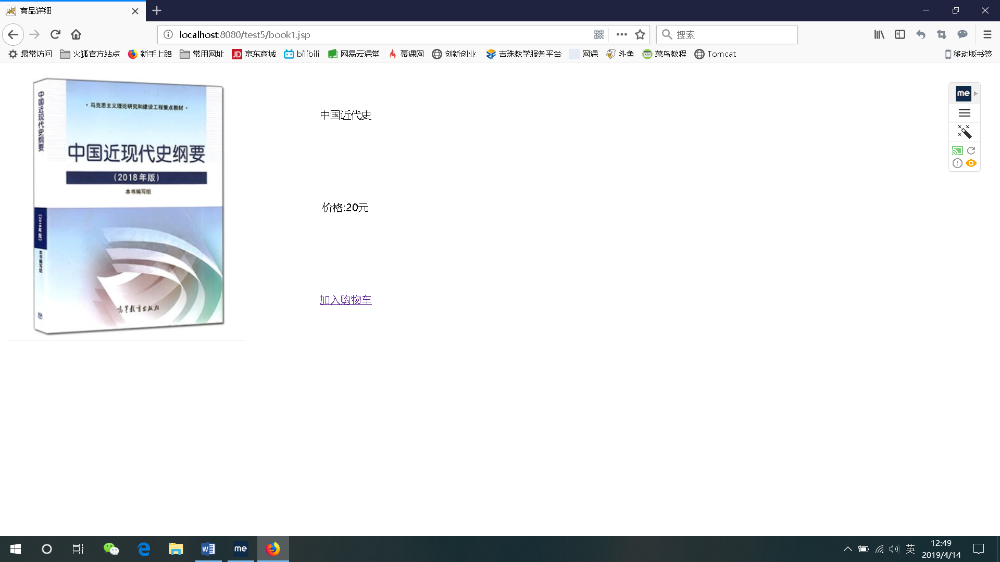 商品详细
localhost:8080/test5/book1.jsp
搜索
最常访问 火狐官方站点 新手上路 常用网址 JD 京东商城 bilibili 网易云课堂 慕课网 创新创业 吉珠教学服务平台 网课 斗鱼 菜鸟教程 Tomcat 移动版书签
中国近现代史纲要
(2018年版)
本书编写组
·马克思主义理论研究和建设工程重点教材·
中国近现代史纲要
(2018年版)
本书编写组
高等教育出版社
中国近代史
价格:20元
加入购物车
me
me
英
12:49
2019/4/14